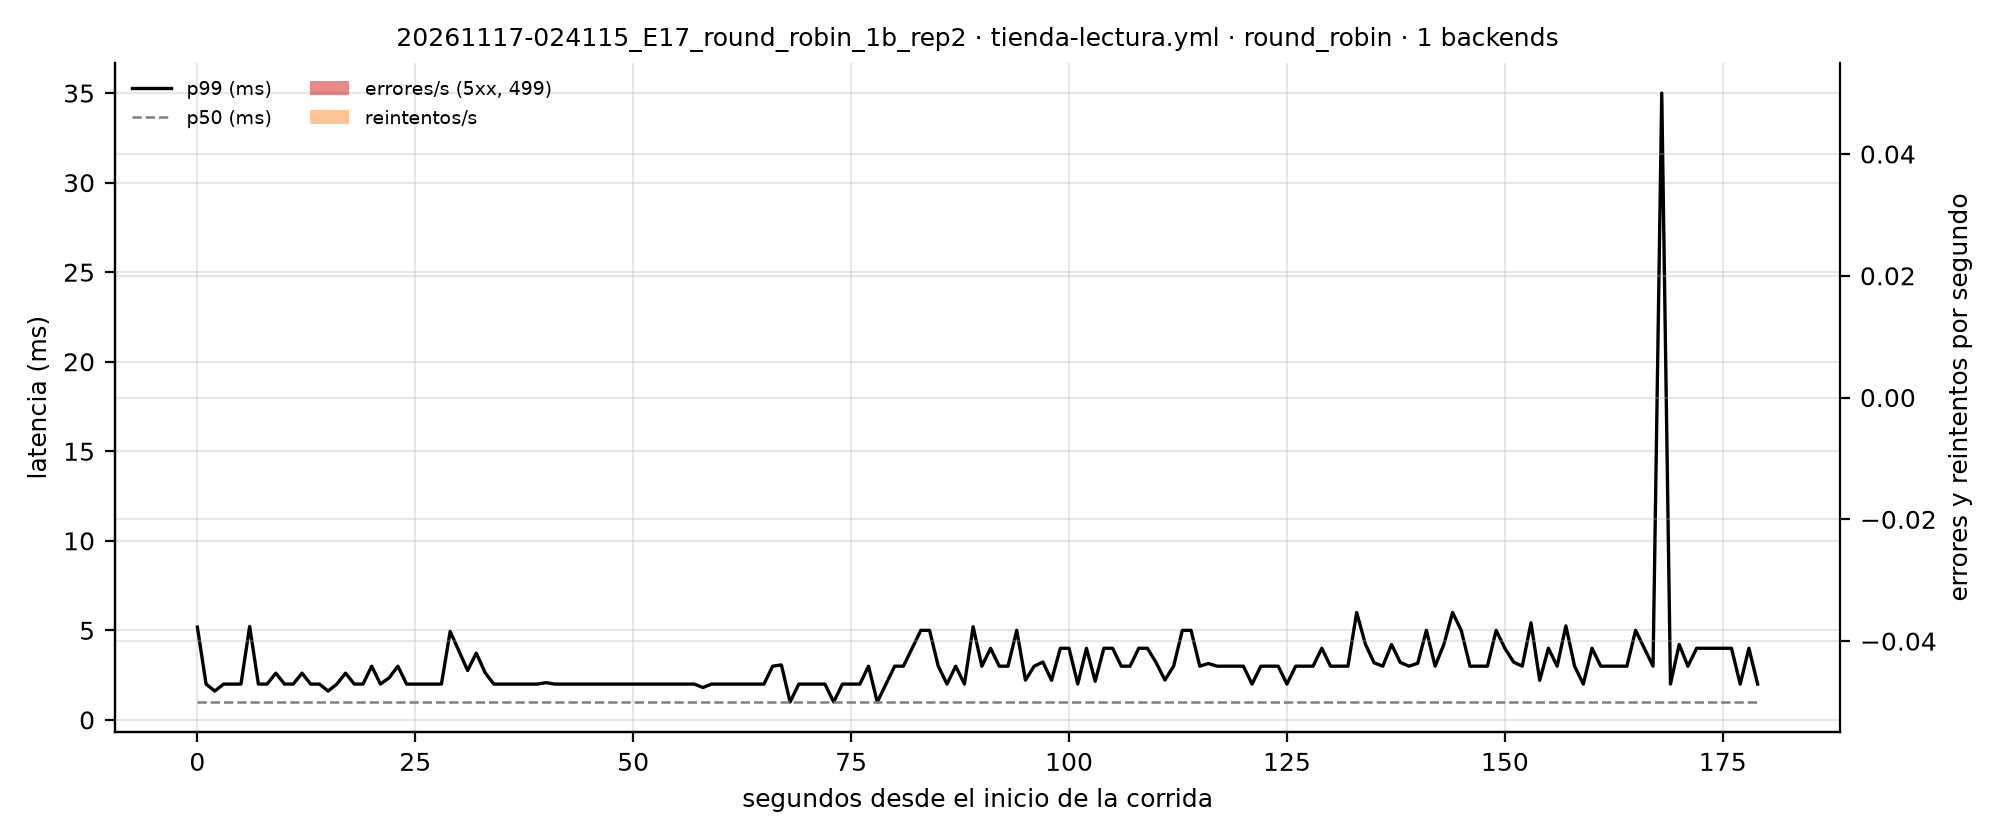 20261117-024115_E17_round_robin_1b_rep2 · tienda-lectura.yml · round_robin · 1 backends
p99 (ms)
p50 (ms)
errores/s (5xx, 499)
reintentos/s
latencia (ms)
35
30
25
20
15
10
5
0
0.04
0.02
0.00
−0.02
−0.04
errores y reintentos por segundo
0 25 50 75 100 125 150 175
segundos desde el inicio de la corrida